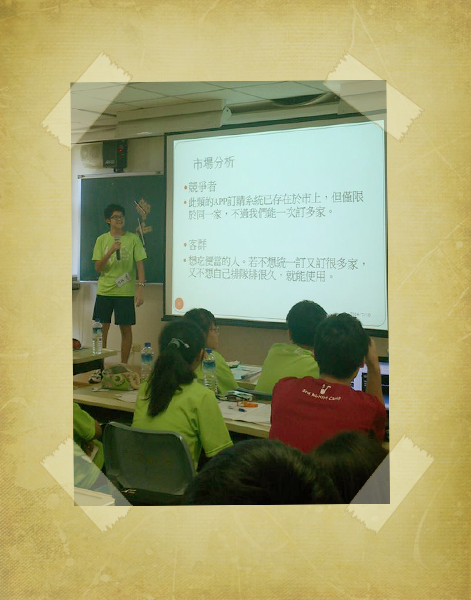 市場分析
競爭者
此類的APP訂購系統已存在於市上，但僅限
於同一家，不過我們能一次訂多家。
客群
想吃便當的人。若不想統一訂又訂很多家，
又不想自己排隊排很久，就能使用。